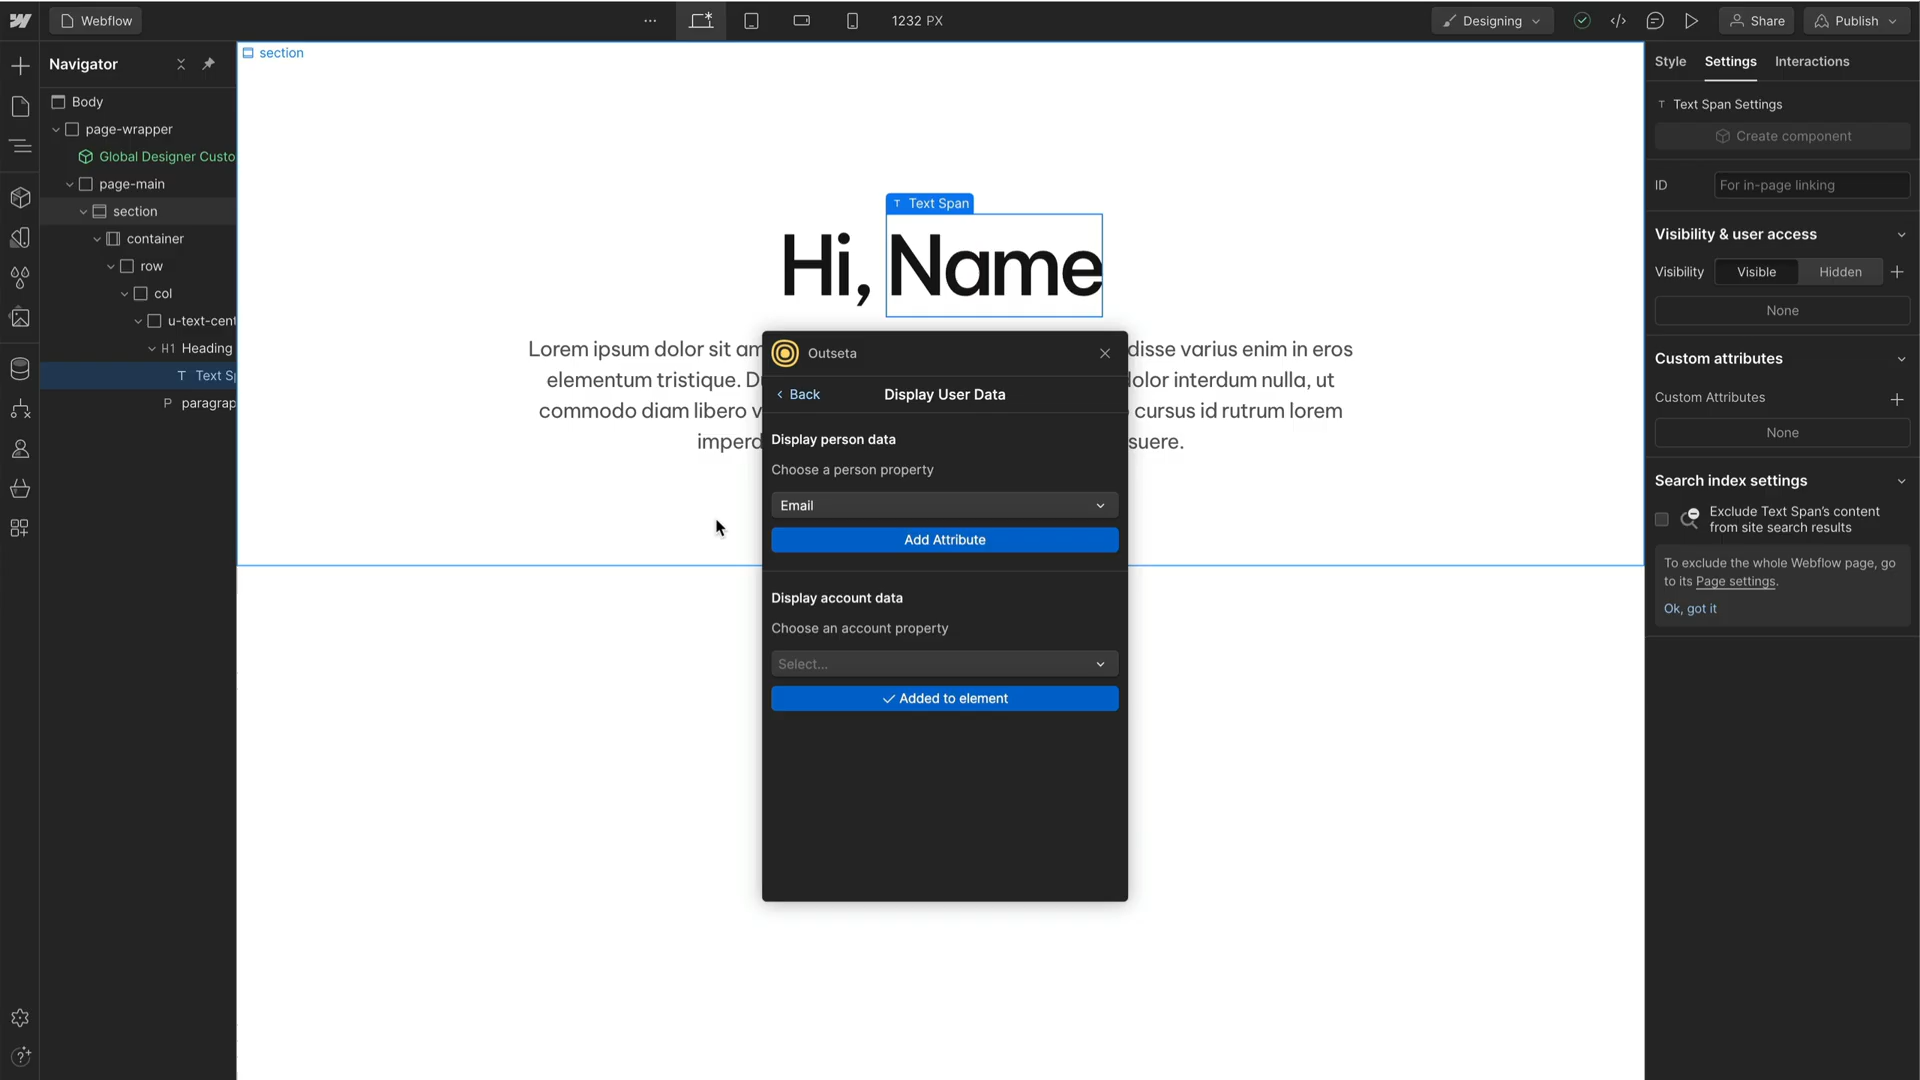 Webflow
1232 PX
Designing
Share
Publish
Navigator
Body
page-wrapper
Global Designer Custo
page-main
section
container
row
col
u-text-cent
H1 Heading
T Text Sp
P paragrap
section
T Text Span
Hi, Name
Lorem ipsum dolor sit am disse varius enim in eros
elementum tristique. D olor interdum nulla, ut
commodo diam libero v cursus id rutrum lorem
imperd suere.
Outseta
Back
Display User Data
Display person data
Choose a person property
Email
Add Attribute
Display account data
Choose an account property
Select...
Added to element
Style Settings Interactions
T Text Span Settings
Create component
ID For in-page linking
Visibility & user access
Visibility Visible Hidden
None
Custom attributes
Custom Attributes
None
Search index settings
Exclude Text Span's content
from site search results
To exclude the whole Webflow page, go
to its Page settings.
Ok, got it